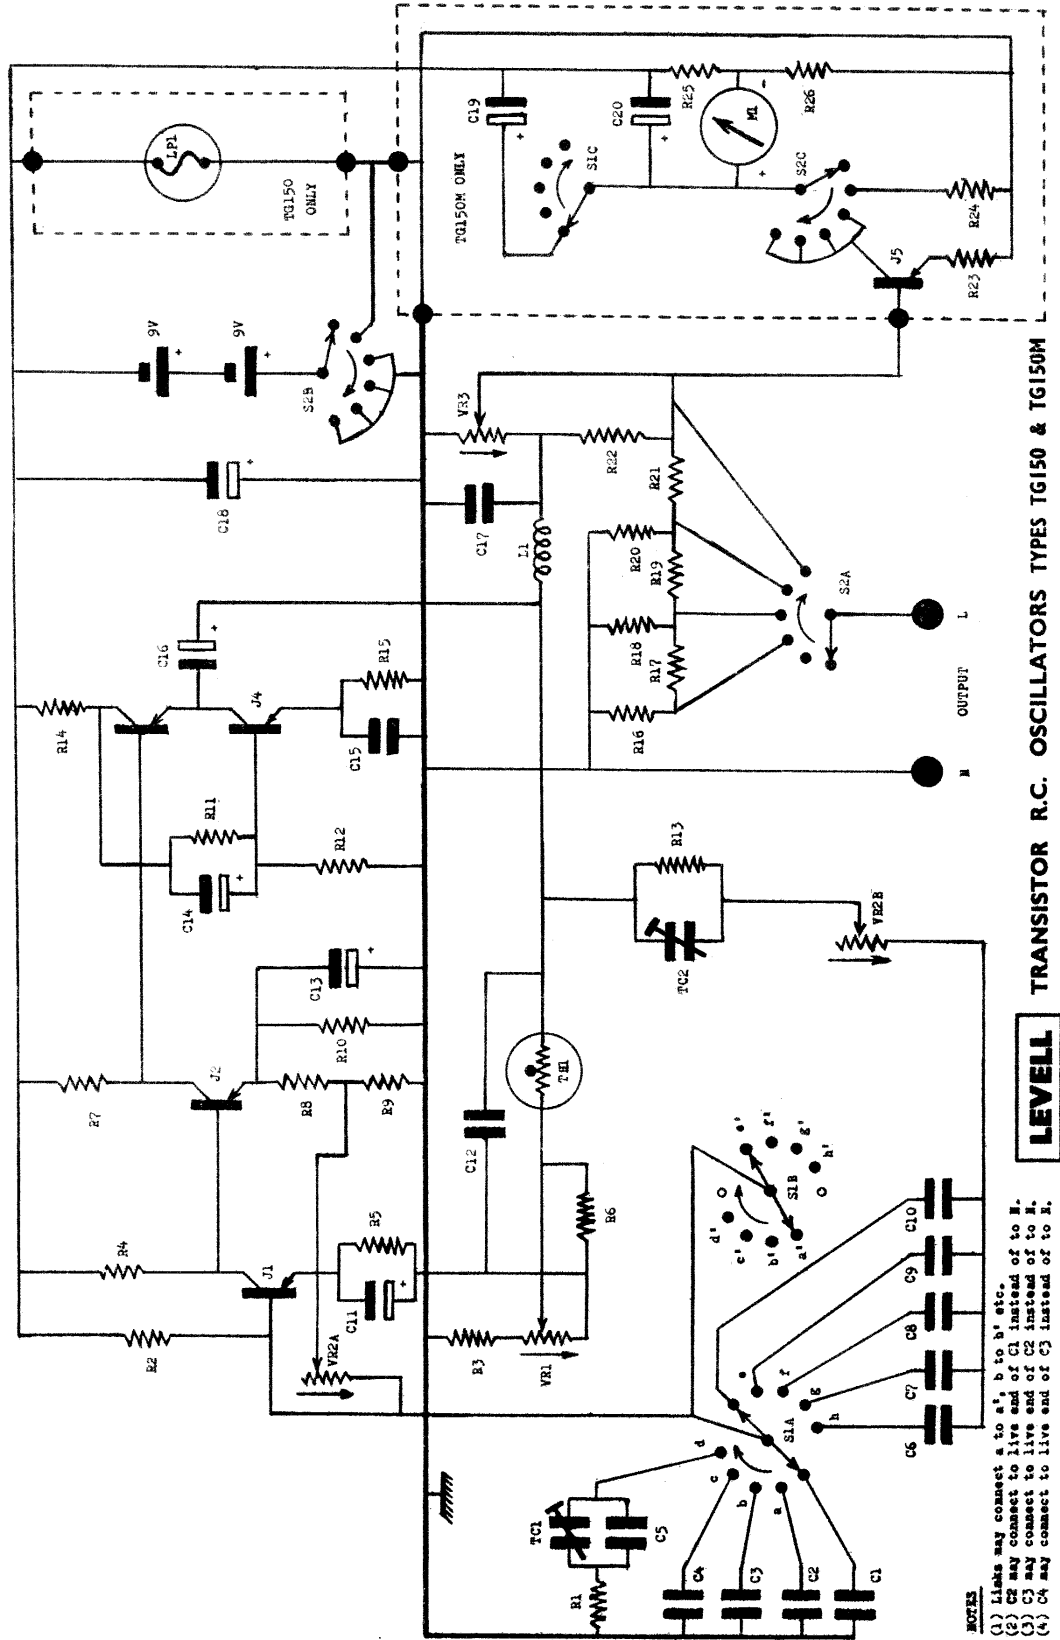 LP1
TG150
ONLY
C19
TG150M ONLY
+
S1C
C20
+
R25
M1
-
+
R26
S2C
R24
R23
J5
9V
+
9V
+
S2B
C18
+
VR3
C17
L1
R22
R21
R20
R19
R18
R17
R16
S2A
L
OUTPUT
N
C16
+
R14
J4
R15
C15
R11
C14
+
R12
C13
+
R10
R13
TC2
VR2B
R7
J2
R8
R9
C12
TH1
R4
R2
J1
R5
C11
+
VR2A
R6
R3
VR1
S1B
a'
b'
c'
d'
e'
f'
g'
h'
S1A
a
b
c
d
e
f
g
h
C10
C9
C8
C7
C6
TC1
C5
R1
C4
C3
C2
C1
NOTES
(1) Links may connect a to a', b to b' etc.
(2) C2 may connect to live end of C1 instead of to N.
(3) C3 may connect to live end of C2 instead of to N.
(4) C4 may connect to live end of C3 instead of to N.
LEVELL TRANSISTOR R.C. OSCILLATORS TYPES TG150 & TG150M